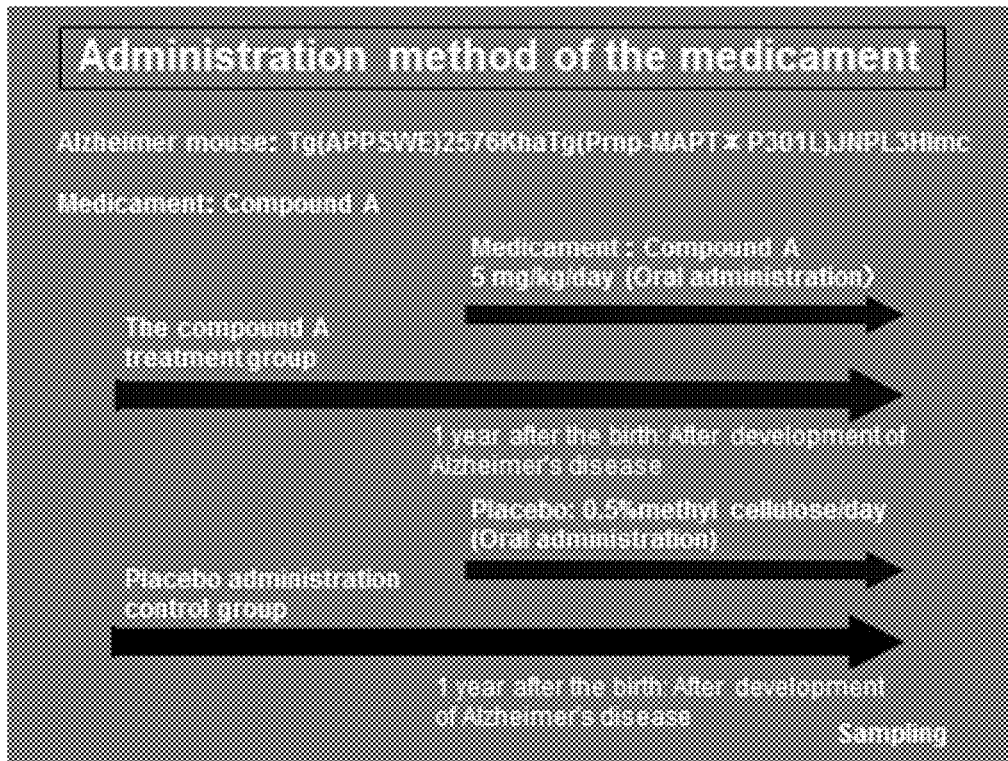 Administration method of the medicament
Alzheimer mouse: Tg(APPSWE)2576KhaTg(Prnp-MAPT※P301L)JNPL3Hlmc
Medicament: Compound A
Medicament : Compound A
5 mg/kg/day (Oral administration)
The compound A
treatment group
1 year after the birth: After development of
Alzheimer's disease
Placebo: 0.5%methyl cellulose/day
(Oral administration)
Placebo administration
control group
1 year after the birth: After development
of Alzheimer's disease
Sampling